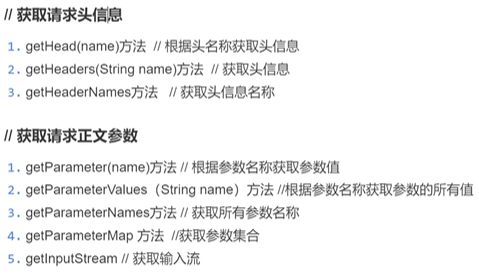 // 获取请求头信息
1. getHead(name)方法 // 根据头名称获取头信息
2. getHeaders(String name)方法 // 获取头信息
3. getHeaderNames方法 // 获取头信息名称
// 获取请求正文参数
1. getParameter(name)方法 // 根据参数名称获取参数值
2. getParameterValues（String name）方法 //根据参数名称获取参数的所有值
3. getParameterNames方法 // 获取所有参数名称
4. getParameterMap 方法 //获取参数集合
5. getInputStream // 获取输入流